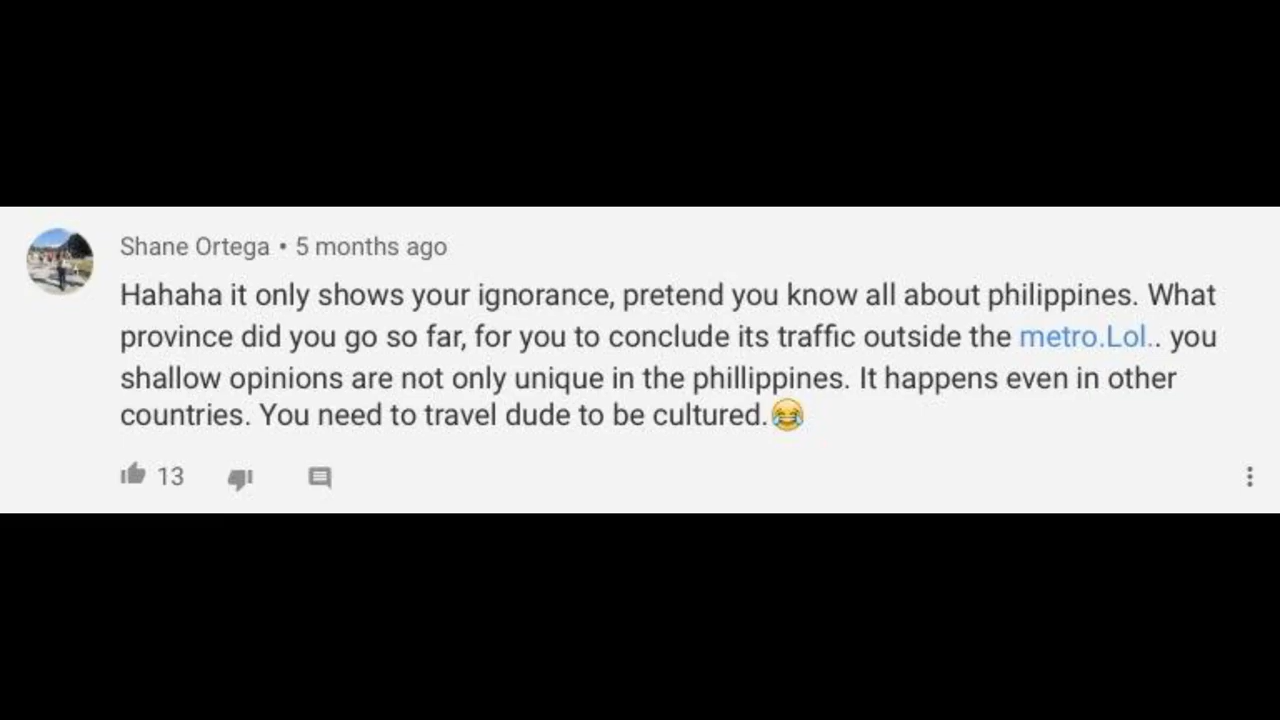 Shane Ortega • 5 months ago
Hahaha it only shows your ignorance, pretend you know all about philippines. What
province did you go so far, for you to conclude its traffic outside the metro.Lol.. you
shallow opinions are not only unique in the phillippines. It happens even in other
countries. You need to travel dude to be cultured.😂
13